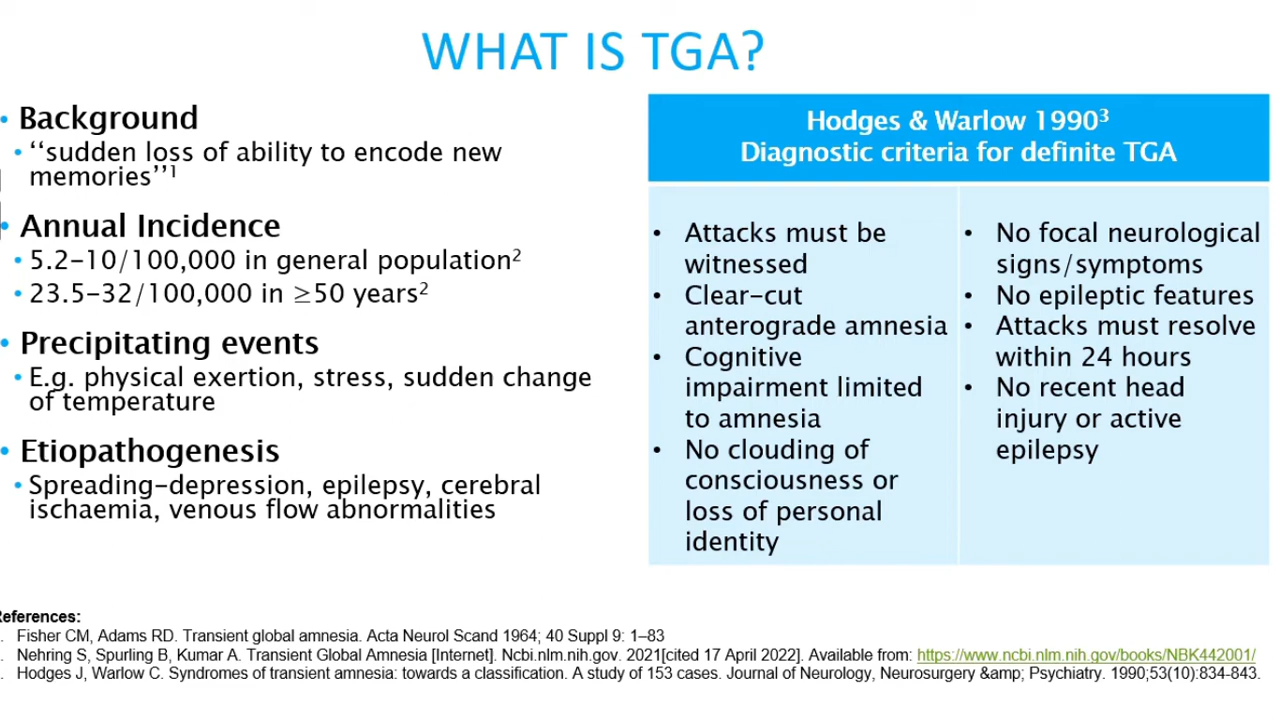 WHAT IS TGA?
• Background
• ‘‘sudden loss of ability to encode new
memories’’1
• Annual Incidence
• 5.2–10/100,000 in general population2
• 23.5–32/100,000 in ≥50 years2
• Precipitating events
• E.g. physical exertion, stress, sudden change
of temperature
• Etiopathogenesis
• Spreading-depression, epilepsy, cerebral
ischaemia, venous flow abnormalities
Hodges & Warlow 1990³
Diagnostic criteria for definite TGA
• Attacks must be
witnessed
• Clear-cut
anterograde amnesia
• Cognitive
impairment limited
to amnesia
• No clouding of
consciousness or
loss of personal
identity
• No focal neurological
signs/symptoms
• No epileptic features
• Attacks must resolve
within 24 hours
• No recent head
injury or active
epilepsy
References:
. Fisher CM, Adams RD. Transient global amnesia. Acta Neurol Scand 1964; 40 Suppl 9: 1–83
. Nehring S, Spurling B, Kumar A. Transient Global Amnesia [Internet]. Ncbi.nlm.nih.gov. 2021[cited 17 April 2022]. Available from: https://www.ncbi.nlm.nih.gov/books/NBK442001/
. Hodges J, Warlow C. Syndromes of transient amnesia: towards a classification. A study of 153 cases. Journal of Neurology, Neurosurgery &amp; Psychiatry. 1990;53(10):834-843.